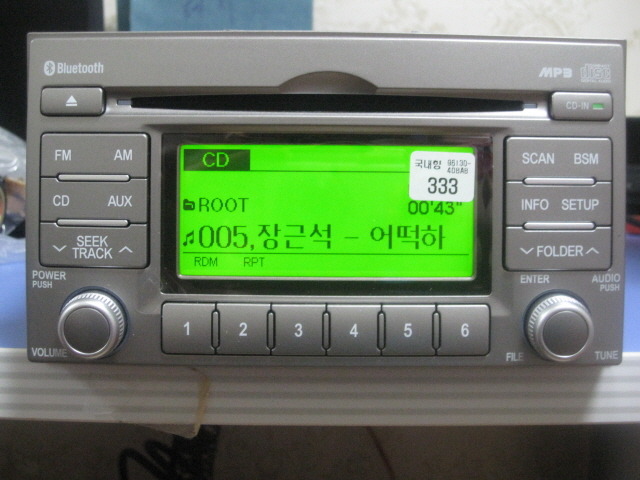 Bluetooth
MP3
CD-IN
FM AM
CD AUX
SEEK
TRACK
SCAN BSM
INFO SETUP
FOLDER
CD
국내향 96130-
333
ROOT 00'43"
005,장근석 - 어떡하
RDM RPT
POWER
PUSH
VOLUME
1 2 3 4 5 6
ENTER
AUDIO
PUSH
FILE
TUNE